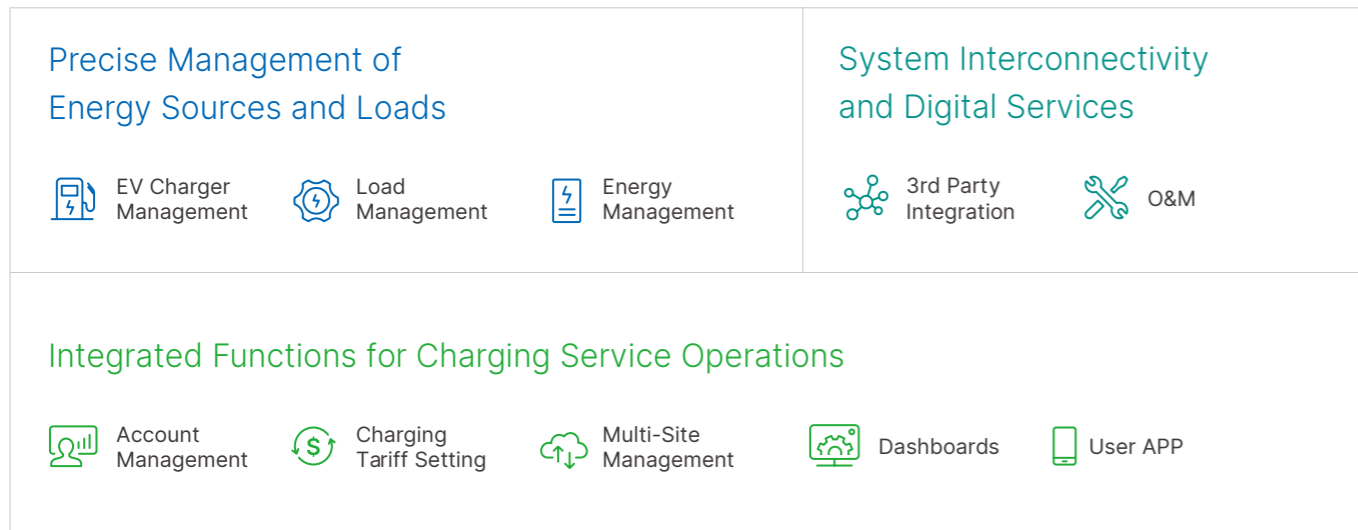 Precise Management of
Energy Sources and Loads
EV Charger
Management
Load
Management
Energy
Management
System Interconnectivity
and Digital Services
3rd Party
Integration
O&M
Integrated Functions for Charging Service Operations
Account
Management
$
Charging
Tariff Setting
Multi-Site
Management
Dashboards
User APP